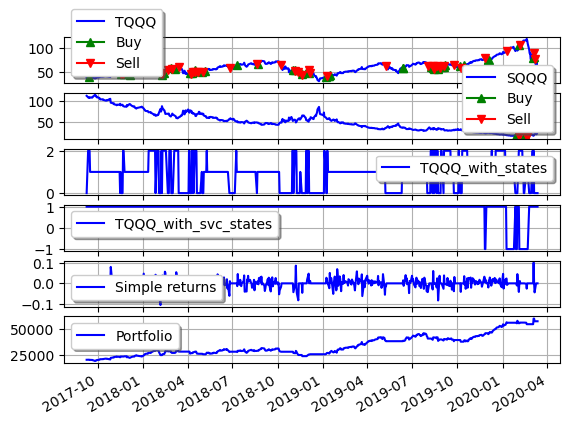 TQQQ
Buy
Sell
100
50
SQQQ
Buy
Sell
100
50
TQQQ_with_states
2
0
TQQQ_with_svc_states
1
0
−1
Simple returns
0.1
0.0
−0.1
Portfolio
50000
25000
2017-10
2018-01
2018-04
2018-07
2018-10
2019-01
2019-04
2019-07
2019-10
2020-01
2020-04